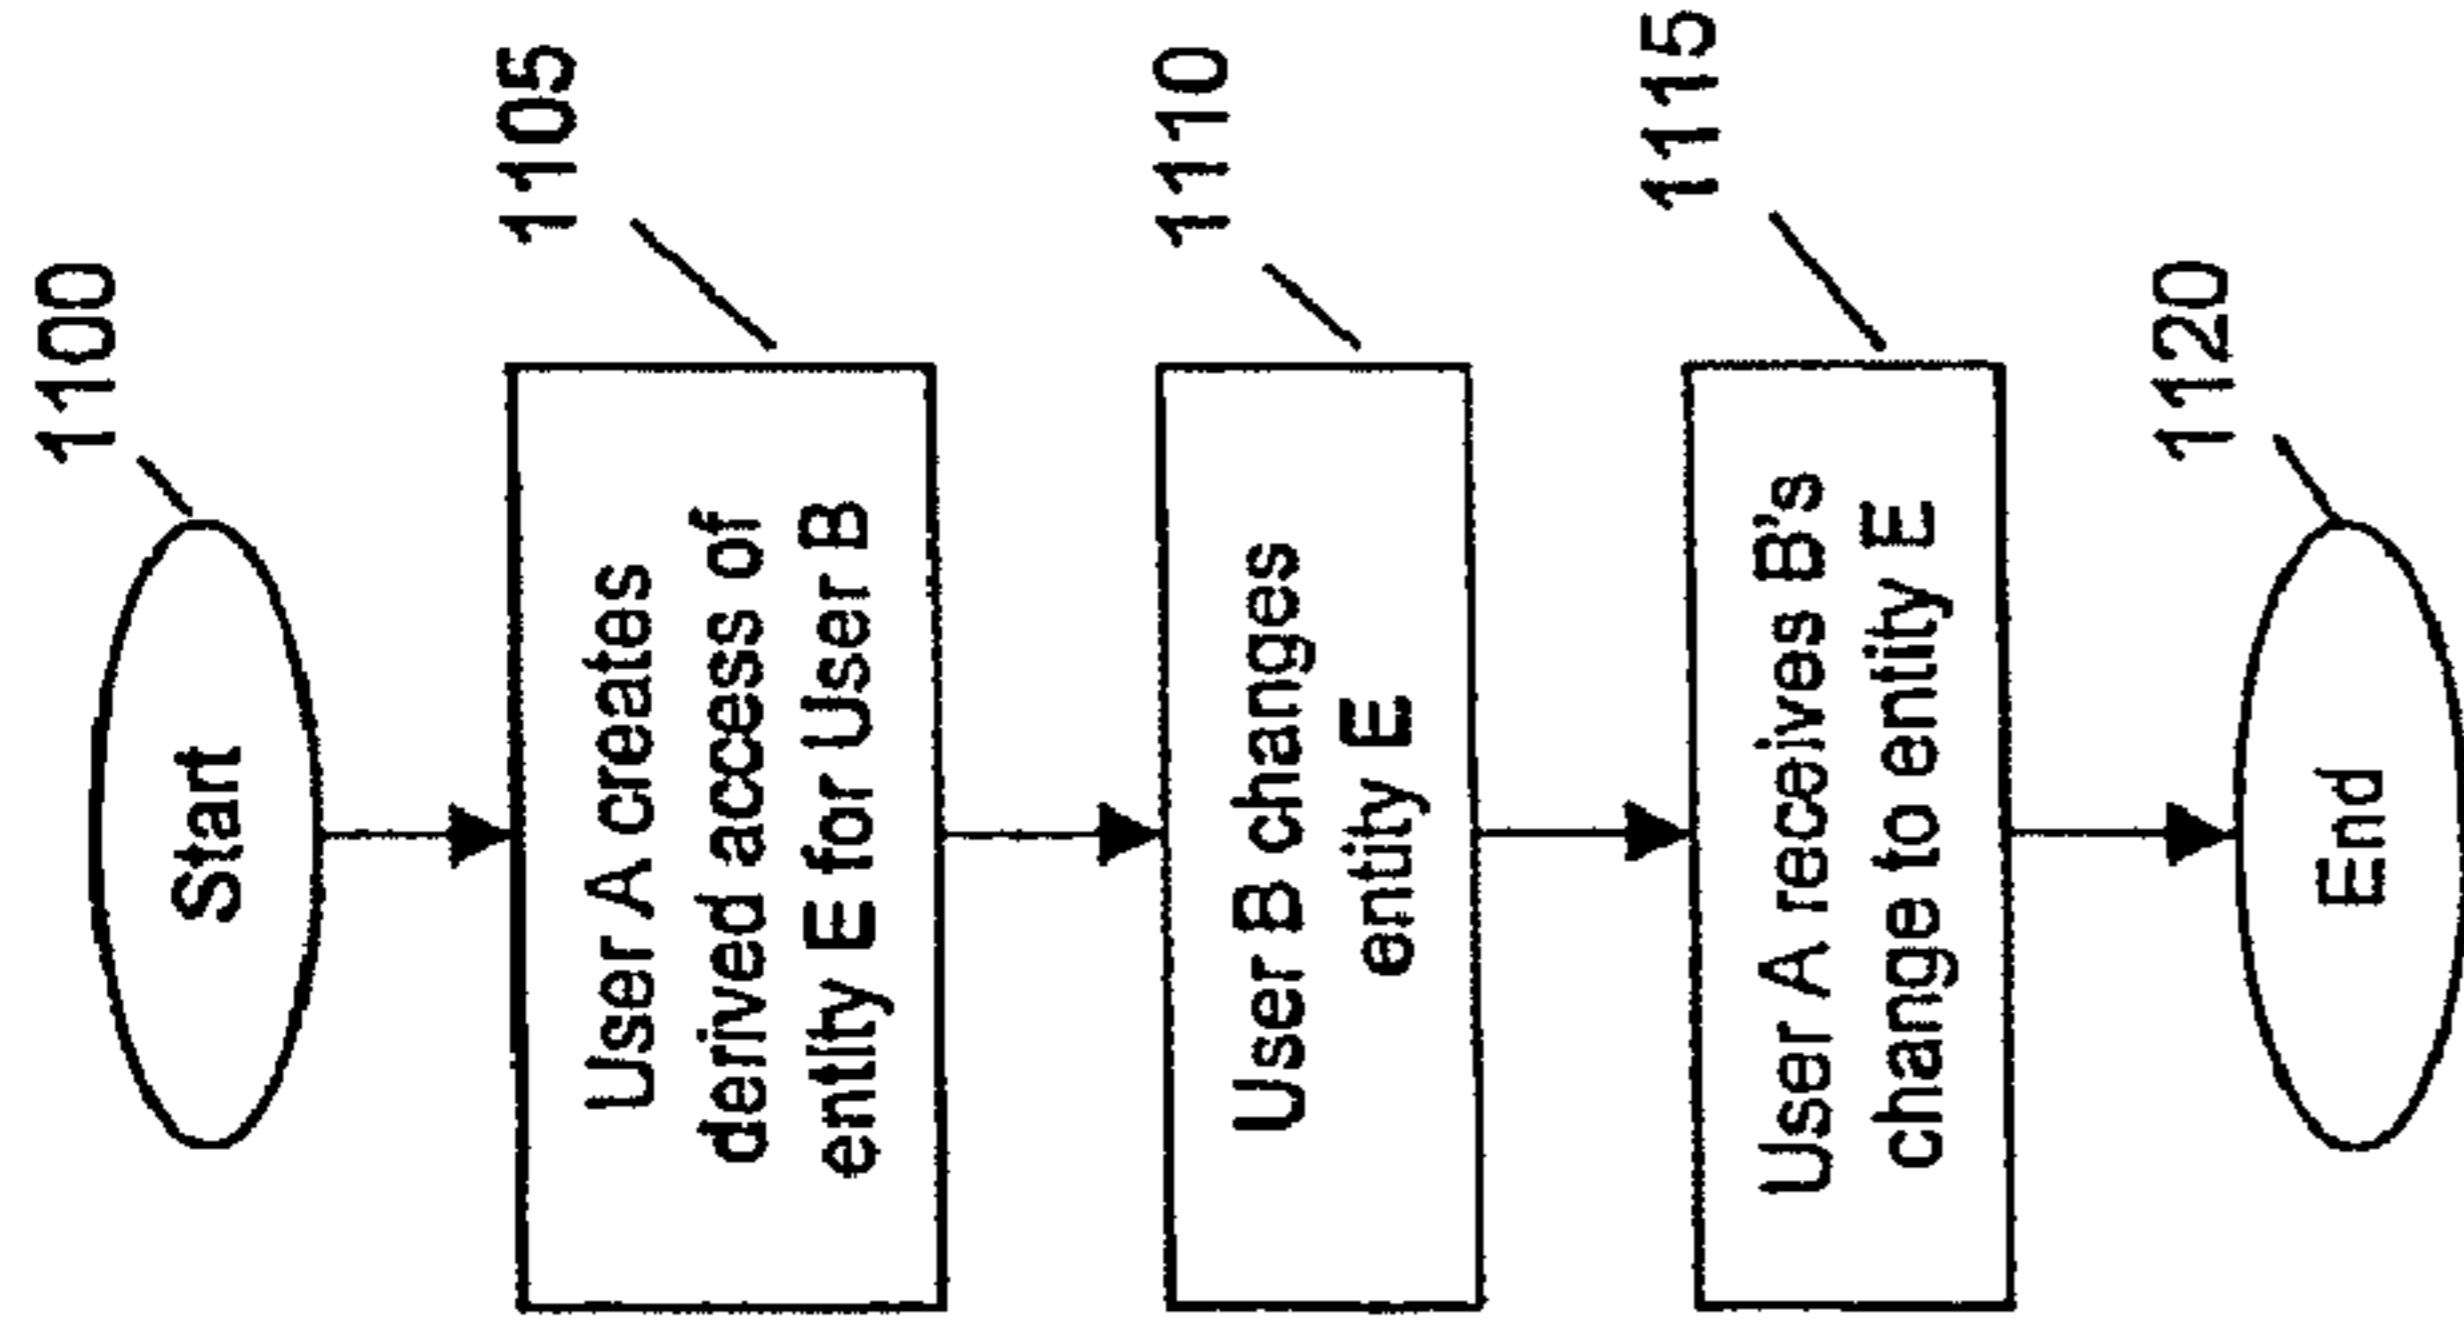 1100
Start
1105
User A creates
derived access of
entity E for User B
1110
User B changes
entity E
1115
User A receives B's
change to entity E
1120
End